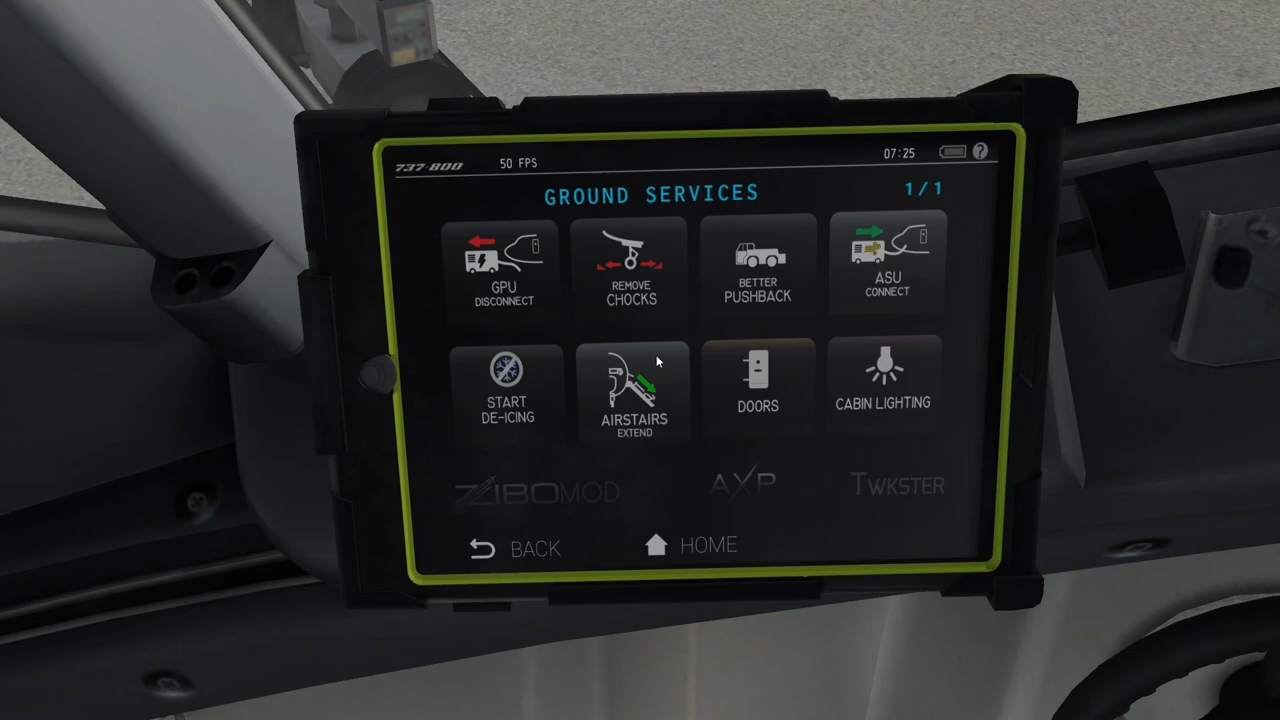 737-800 50 FPS 07:25 ?
GROUND SERVICES 1/1
GPU
DISCONNECT
REMOVE
CHOCKS
BETTER
PUSHBACK
ASU
CONNECT
START
DE-ICING
AIRSTAIRS
EXTEND
DOORS
CABIN LIGHTING
ZIBOMOD AXP TWKSTER
BACK HOME